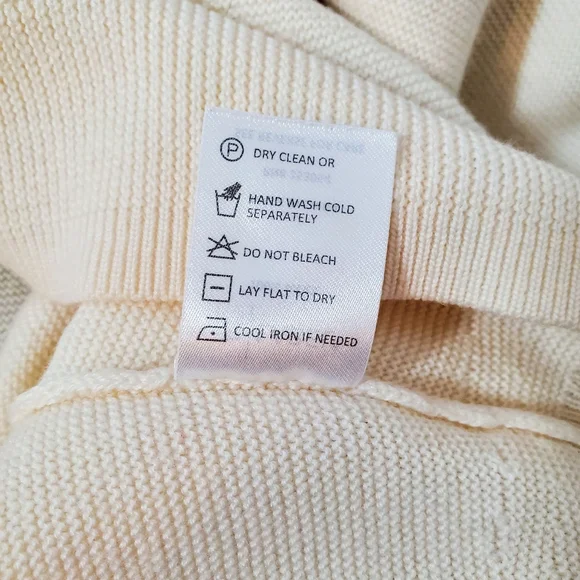 P DRY CLEAN OR
HAND WASH COLD
SEPARATELY
DO NOT BLEACH
LAY FLAT TO DRY
COOL IRON IF NEEDED